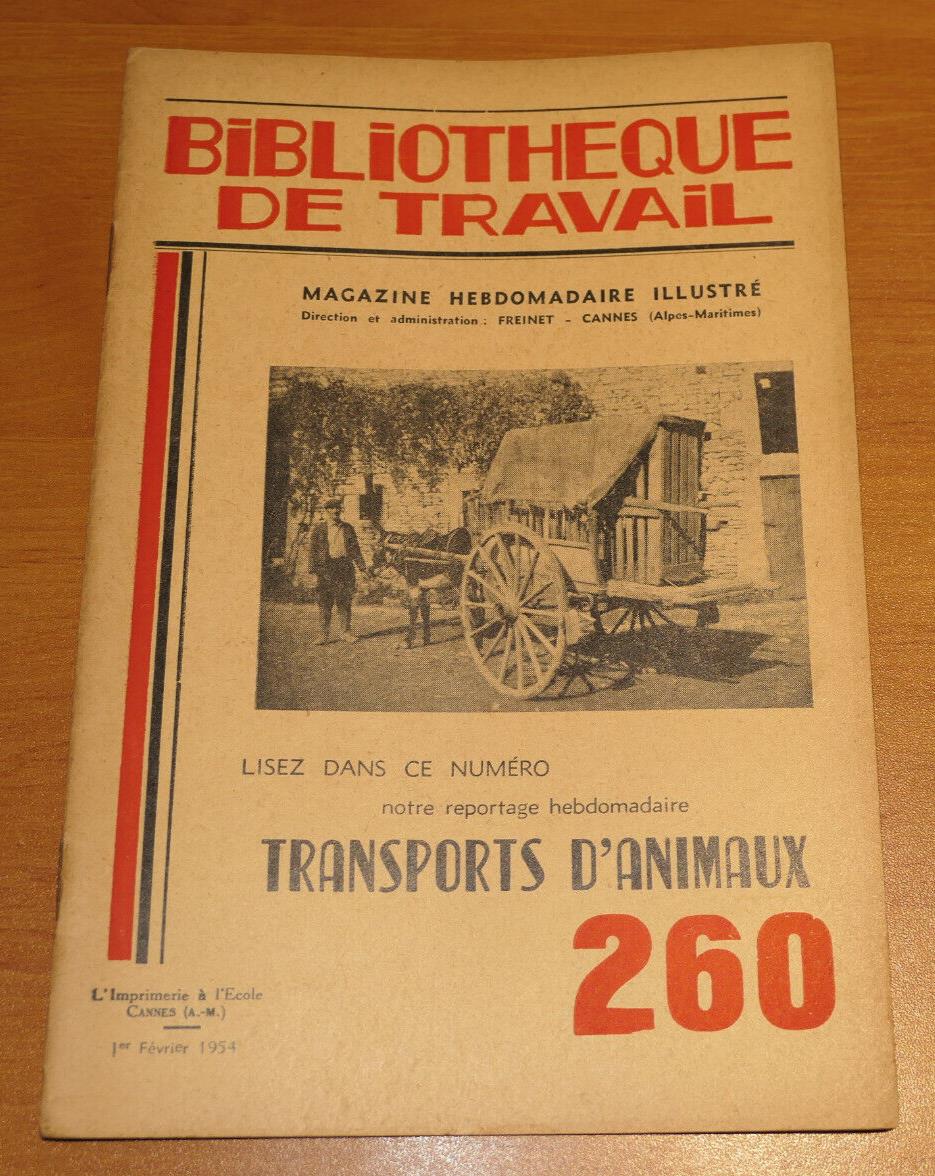 BiBLiOTHEQUE
DE TRAVAiL
MAGAZINE HEBDOMADAIRE ILLUSTRÉ
Direction et administration : FREINET - CANNES (Alpes-Maritimes)
LISEZ DANS CE NUMÉRO
notre reportage hebdomadaire
TRANSPORTS D'ANIMAUX
260
L'Imprimerie à l'Ecole
CANNES (A.-M.)
1er Février 1954